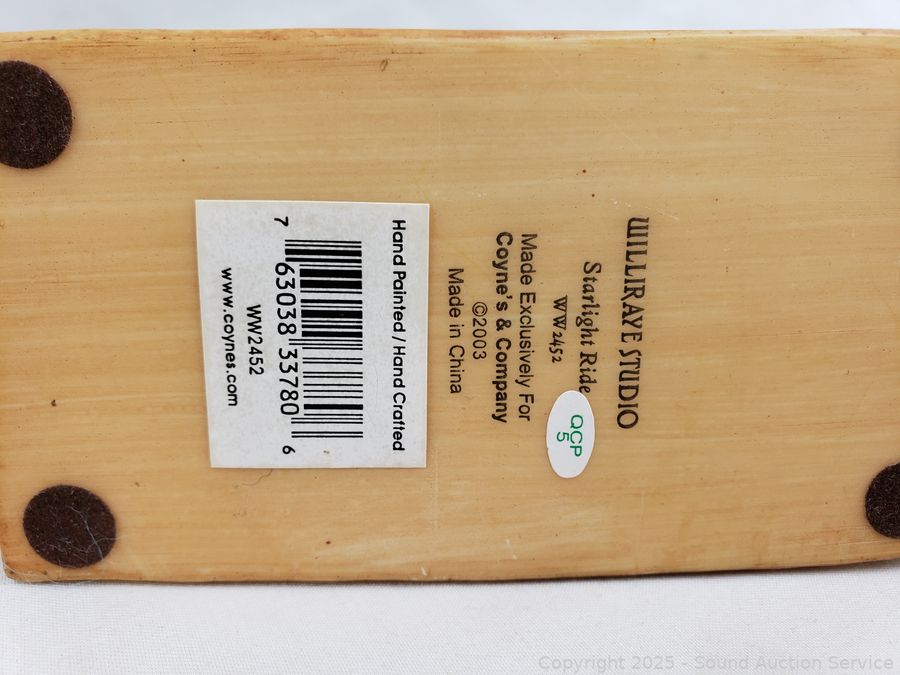 WILLIRAYE STUDIO
Starlight Ride
WW2452
Made Exclusively For
Coyne's & Company
©2003
Made in China
QCP
5
Hand Painted / Hand Crafted
7 63038 33780 6
WW2452
www.coynes.com
Copyright 2025 - Sound Auction Service